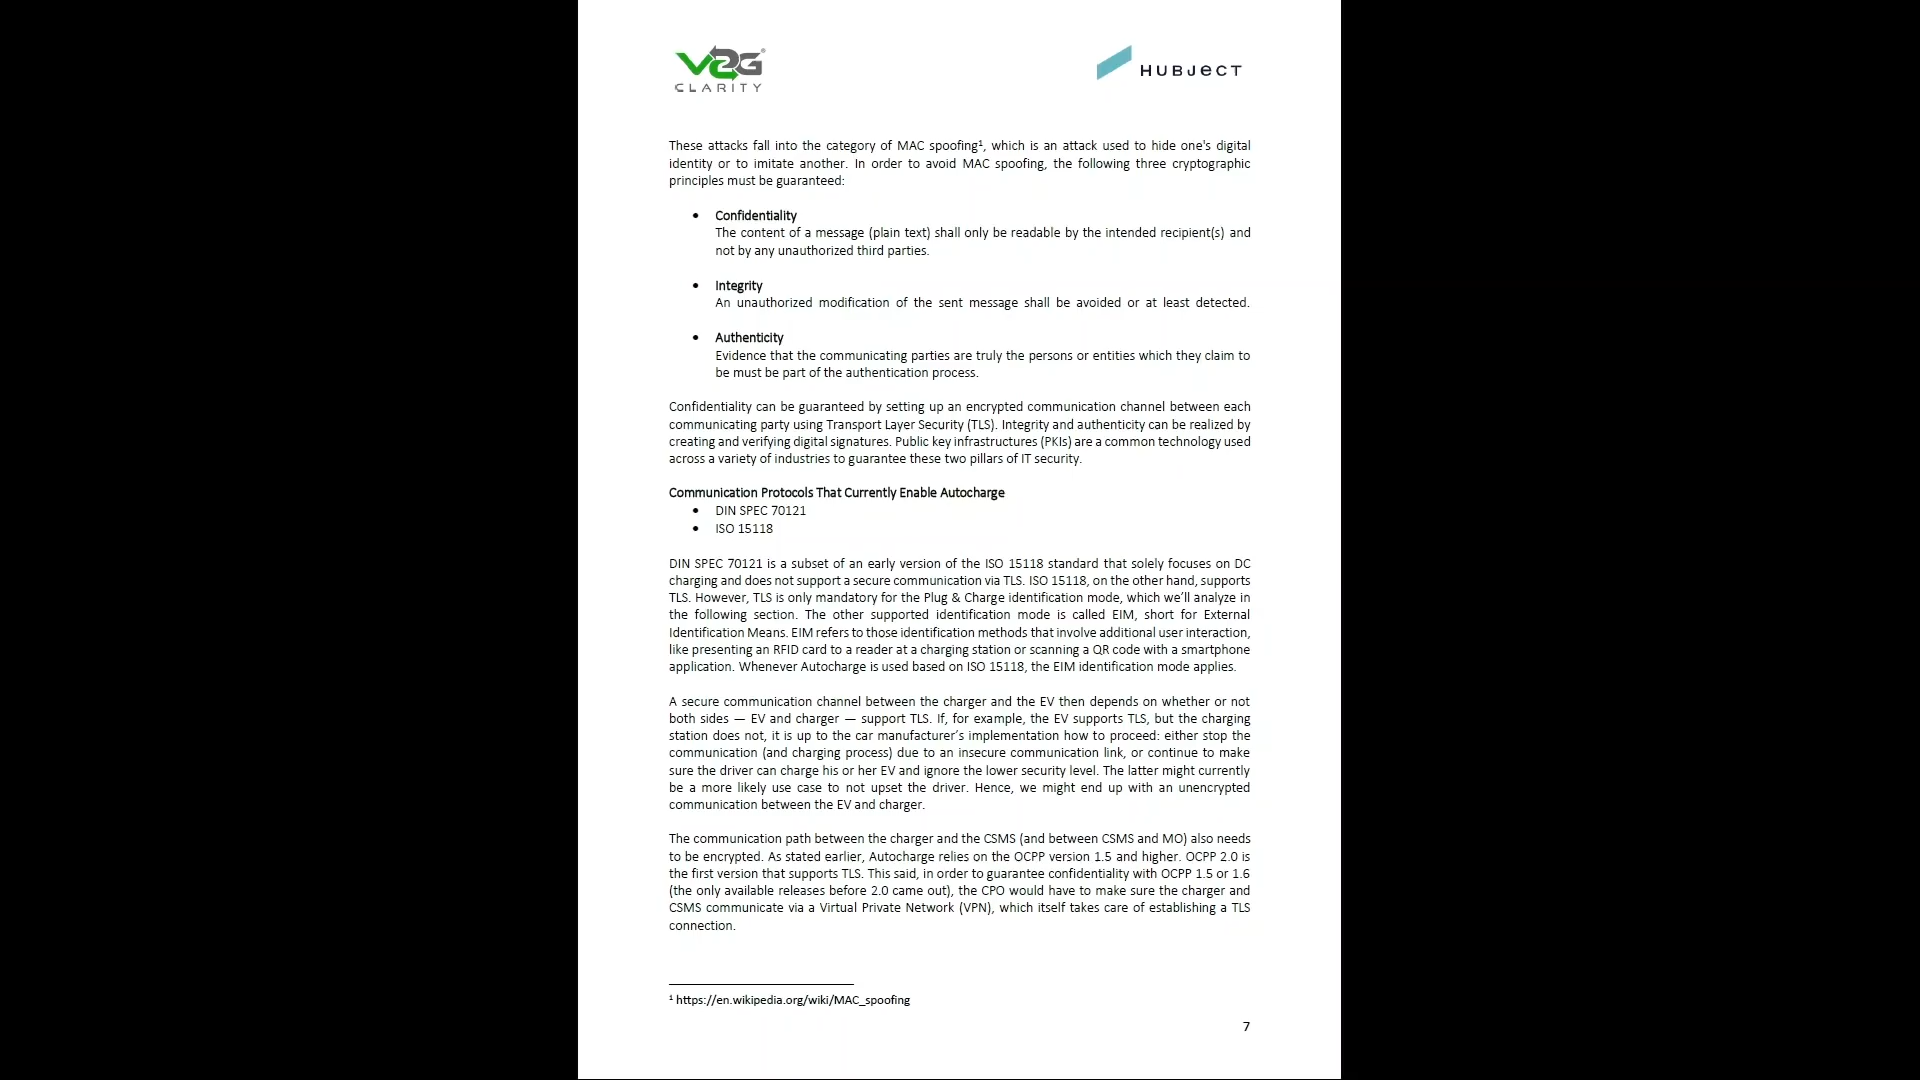 V2G
CLARITY
HUBJECT
These attacks fall into the category of MAC spoofing¹, which is an attack used to hide one's digital
identity or to imitate another. In order to avoid MAC spoofing, the following three cryptographic
principles must be guaranteed:
• Confidentiality
The content of a message (plain text) shall only be readable by the intended recipient(s) and
not by any unauthorized third parties.
• Integrity
An unauthorized modification of the sent message shall be avoided or at least detected.
• Authenticity
Evidence that the communicating parties are truly the persons or entities which they claim to
be must be part of the authentication process.
Confidentiality can be guaranteed by setting up an encrypted communication channel between each
communicating party using Transport Layer Security (TLS). Integrity and authenticity can be realized by
creating and verifying digital signatures. Public key infrastructures (PKIs) are a common technology used
across a variety of industries to guarantee these two pillars of IT security.
Communication Protocols That Currently Enable Autocharge
• DIN SPEC 70121
• ISO 15118
DIN SPEC 70121 is a subset of an early version of the ISO 15118 standard that solely focuses on DC
charging and does not support a secure communication via TLS. ISO 15118, on the other hand, supports
TLS. However, TLS is only mandatory for the Plug & Charge identification mode, which we’ll analyze in
the following section. The other supported identification mode is called EIM, short for External
Identification Means. EIM refers to those identification methods that involve additional user interaction,
like presenting an RFID card to a reader at a charging station or scanning a QR code with a smartphone
application. Whenever Autocharge is used based on ISO 15118, the EIM identification mode applies.
A secure communication channel between the charger and the EV then depends on whether or not
both sides — EV and charger — support TLS. If, for example, the EV supports TLS, but the charging
station does not, it is up to the car manufacturer’s implementation how to proceed: either stop the
communication (and charging process) due to an insecure communication link, or continue to make
sure the driver can charge his or her EV and ignore the lower security level. The latter might currently
be a more likely use case to not upset the driver. Hence, we might end up with an unencrypted
communication between the EV and charger.
The communication path between the charger and the CSMS (and between CSMS and MO) also needs
to be encrypted. As stated earlier, Autocharge relies on the OCPP version 1.5 and higher. OCPP 2.0 is
the first version that supports TLS. This said, in order to guarantee confidentiality with OCPP 1.5 or 1.6
(the only available releases before 2.0 came out), the CPO would have to make sure the charger and
CSMS communicate via a Virtual Private Network (VPN), which itself takes care of establishing a TLS
connection.
¹ https://en.wikipedia.org/wiki/MAC_spoofing
7